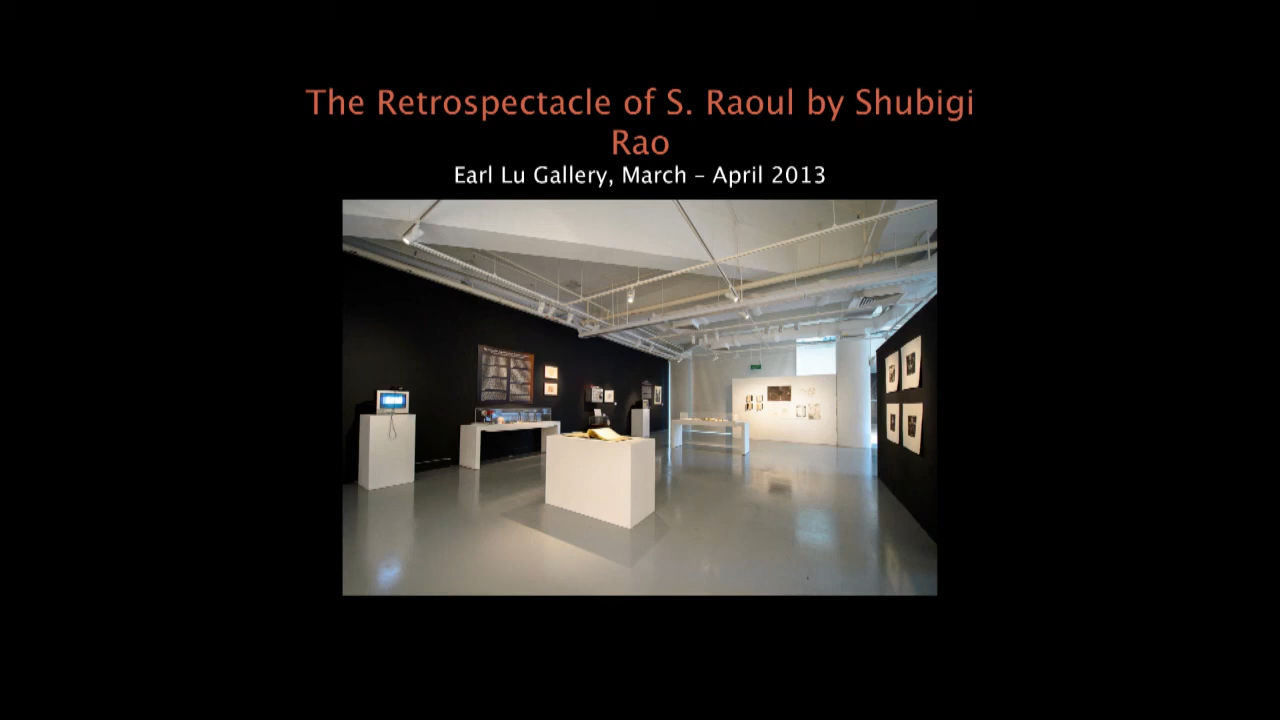 The Retrospectacle of S. Raoul by Shubigi
Rao
Earl Lu Gallery, March – April 2013